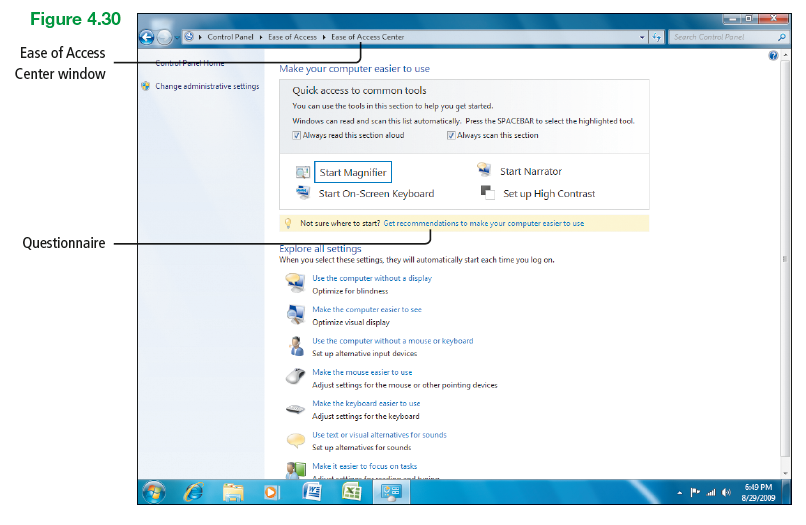 Figure 4.30
Ease of Access
Center window
Control Panel ▸ Ease of Access ▸ Ease of Access Center
Search Control Panel
Control Panel Home
Change administrative settings
Make your computer easier to use
Quick access to common tools
You can use the tools in this section to help you get started.
Windows can read and scan this list automatically. Press the SPACEBAR to select the highlighted tool.
Always read this section aloud
Always scan this section
Start Magnifier
Start Narrator
Start On-Screen Keyboard
Set up High Contrast
Not sure where to start? Get recommendations to make your computer easier to use
Questionnaire
Explore all settings
When you select these settings, they will automatically start each time you log on.
Use the computer without a display
Optimize for blindness
Make the computer easier to see
Optimize visual display
Use the computer without a mouse or keyboard
Set up alternative input devices
Make the mouse easier to use
Adjust settings for the mouse or other pointing devices
Make the keyboard easier to use
Adjust settings for the keyboard
Use text or visual alternatives for sounds
Set up alternatives for sounds
Make it easier to focus on tasks
Adjust settings for reading and typing
6:49 PM
8/29/2009